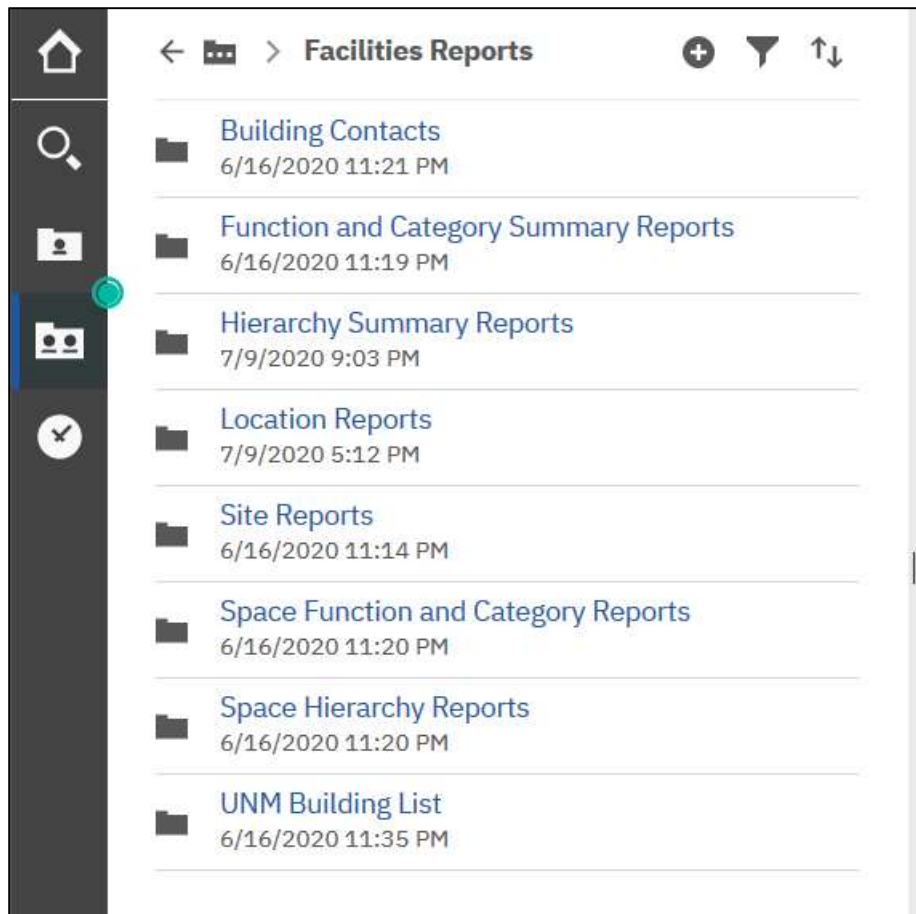 Facilities Reports
Building Contacts
6/16/2020 11:21 PM
Function and Category Summary Reports
6/16/2020 11:19 PM
Hierarchy Summary Reports
7/9/2020 9:03 PM
Location Reports
7/9/2020 5:12 PM
Site Reports
6/16/2020 11:14 PM
Space Function and Category Reports
6/16/2020 11:20 PM
Space Hierarchy Reports
6/16/2020 11:20 PM
UNM Building List
6/16/2020 11:35 PM